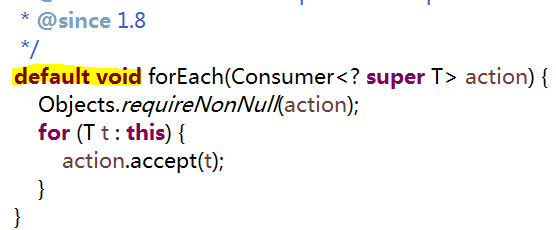 * @since 1.8
*/
default void forEach(Consumer<? super T> action) {
Objects.requireNonNull(action);
for (T t : this) {
action.accept(t);
}
}